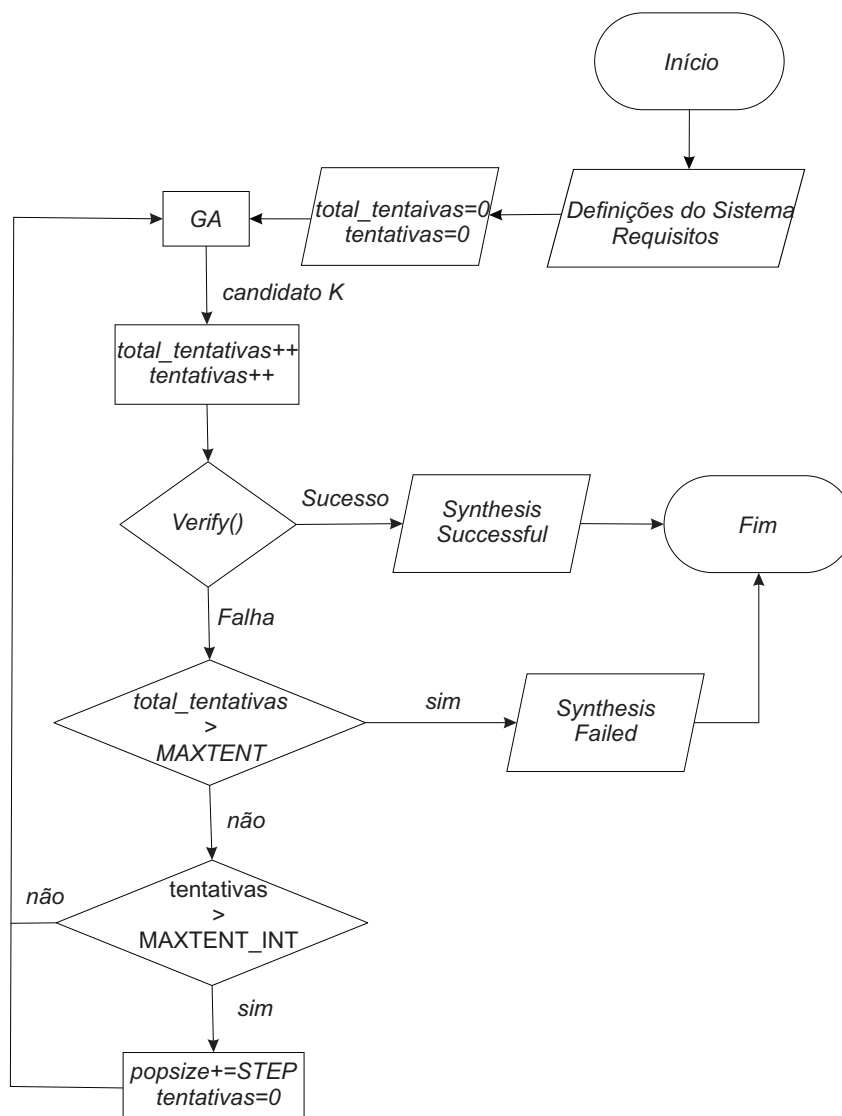 Início
Definições do Sistema
Requisitos
total_tentaivas=0
tentativas=0
GA
candidato K
total_tentativas++
tentativas++
Verify()
Sucesso
Synthesis
Successful
Fim
Falha
total_tentativas
>
MAXTENT
sim
Synthesis
Failed
não
tentativas
>
MAXTENT_INT
não
sim
popsize+=STEP
tentativas=0